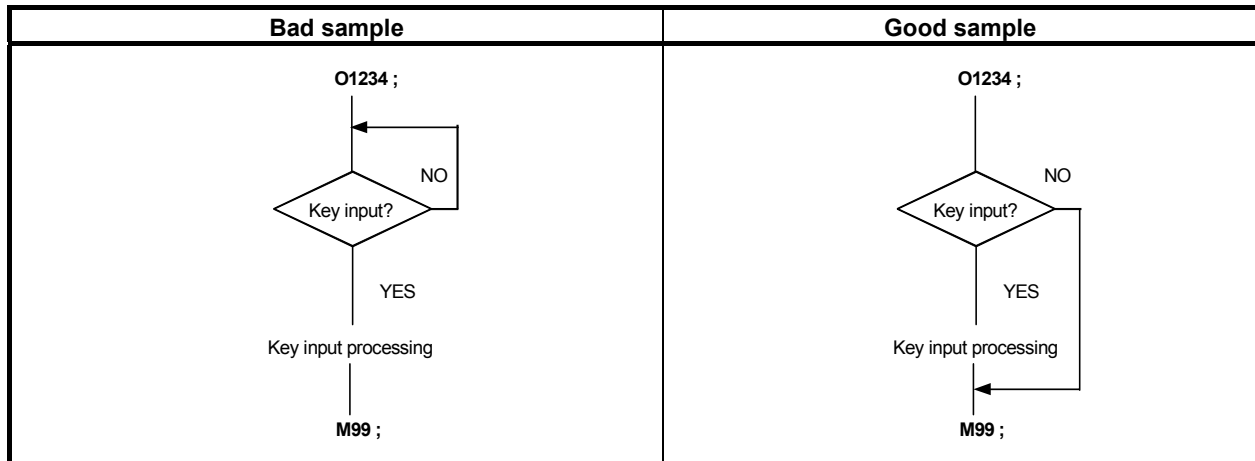 Bad sample
Good sample
O1234 ;
NO
Key input?
YES
Key input processing
M99 ;
O1234 ;
NO
Key input?
YES
Key input processing
M99 ;